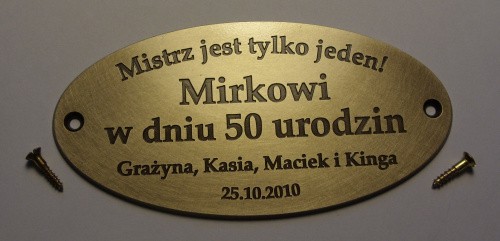 Mistrz jest tylko jeden!
Mirkowi
w dniu 50 urodzin
Grażyna, Kasia, Maciek i Kinga
25.10.2010